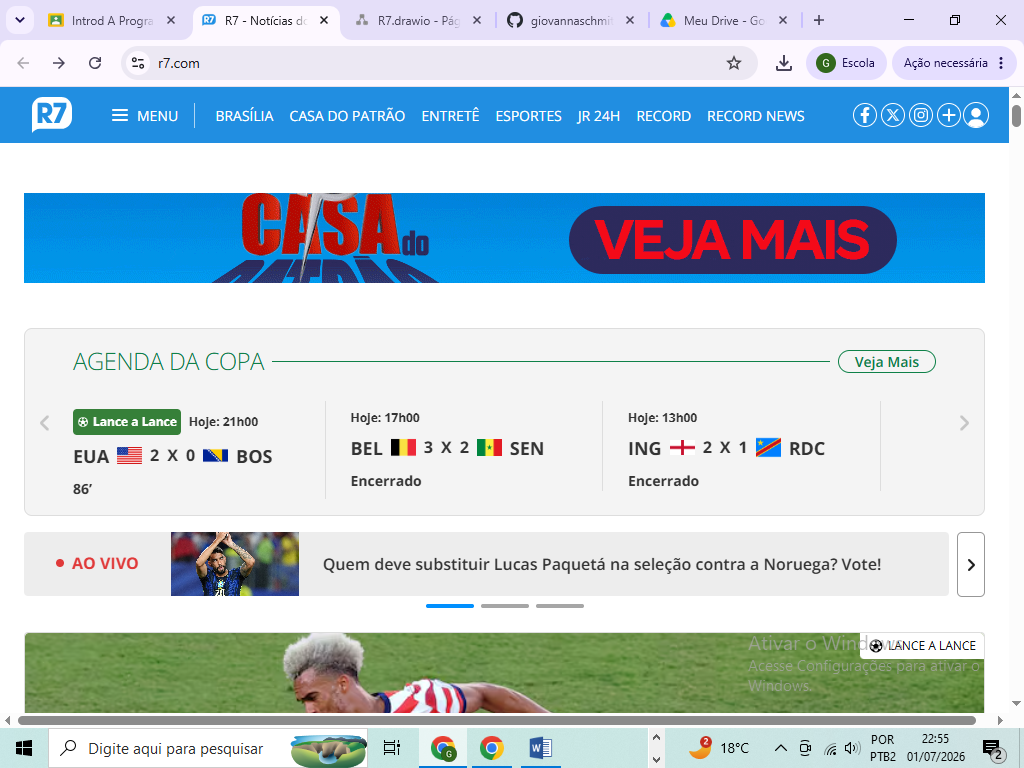 Introd A Progra
R7 - Notícias do
R7.drawio - Pág
giovannaschmit
Meu Drive - Go
r7.com
G
Escola
Ação necessária
R7
MENU
BRASÍLIA
CASA DO PATRÃO
ENTRETÊ
ESPORTES
JR 24H
RECORD
RECORD NEWS
CASA do
PATRÃO
VEJA MAIS
AGENDA DA COPA
Veja Mais
Lance a Lance
Hoje: 21h00
EUA 2 X 0 BOS
86’
Hoje: 17h00
BEL 3 X 2 SEN
Encerrado
Hoje: 13h00
ING 2 X 1 RDC
Encerrado
AO VIVO
Quem deve substituir Lucas Paquetá na seleção contra a Noruega? Vote!
LANCE A LANCE
Ativar o Windows
Acesse Configurações para ativar o
Windows.
Digite aqui para pesquisar
2
18°C
POR
PTB2
22:55
01/07/2026
2